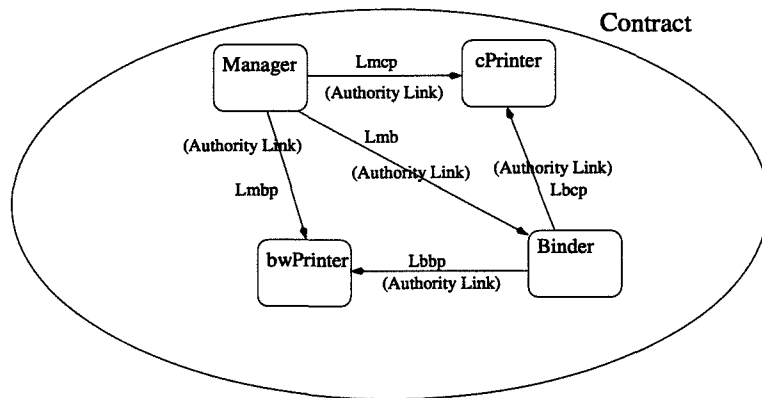 Contract
Manager
Lmcp
(Authority Link)
cPrinter
(Authority Link)
Lmb
(Authority Link)
(Authority Link)
Lbcp
Lmbp
bwPrinter
Lbbp
(Authority Link)
Binder